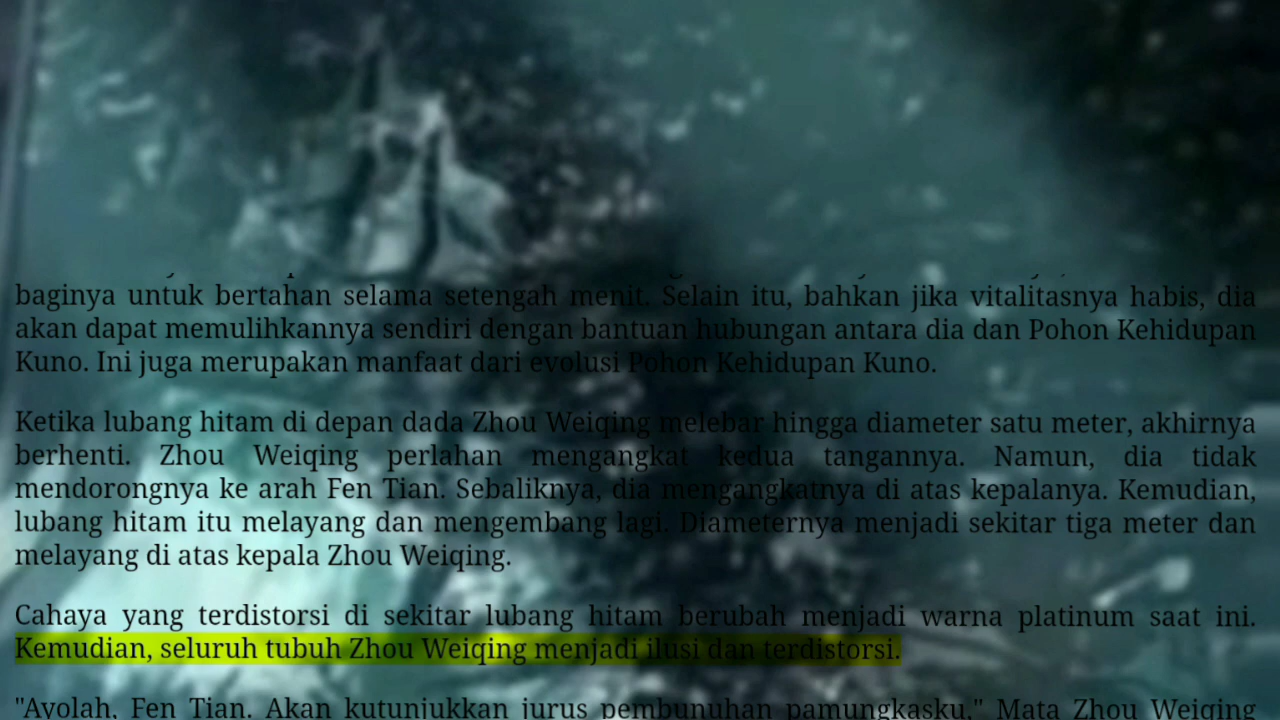 baginya untuk bertahan selama setengah menit. Selain itu, bahkan jika vitalitasnya habis, dia
akan dapat memulihkannya sendiri dengan bantuan hubungan antara dia dan Pohon Kehidupan
Kuno. Ini juga merupakan manfaat dari evolusi Pohon Kehidupan Kuno.
Ketika lubang hitam di depan dada Zhou Weiqing melebar hingga diameter satu meter, akhirnya
berhenti. Zhou Weiqing perlahan mengangkat kedua tangannya. Namun, dia tidak
mendorongnya ke arah Fen Tian. Sebaliknya, dia mengangkatnya di atas kepalanya. Kemudian,
lubang hitam itu melayang dan mengembang lagi. Diameternya menjadi sekitar tiga meter dan
melayang di atas kepala Zhou Weiqing.
Cahaya yang terdistorsi di sekitar lubang hitam berubah menjadi warna platinum saat ini.
Kemudian, seluruh tubuh Zhou Weiqing menjadi ilusi dan terdistorsi.
"Ayolah, Fen Tian. Akan kutunjukkan jurus pembunuhan pamungkasku," Mata Zhou Weiqing